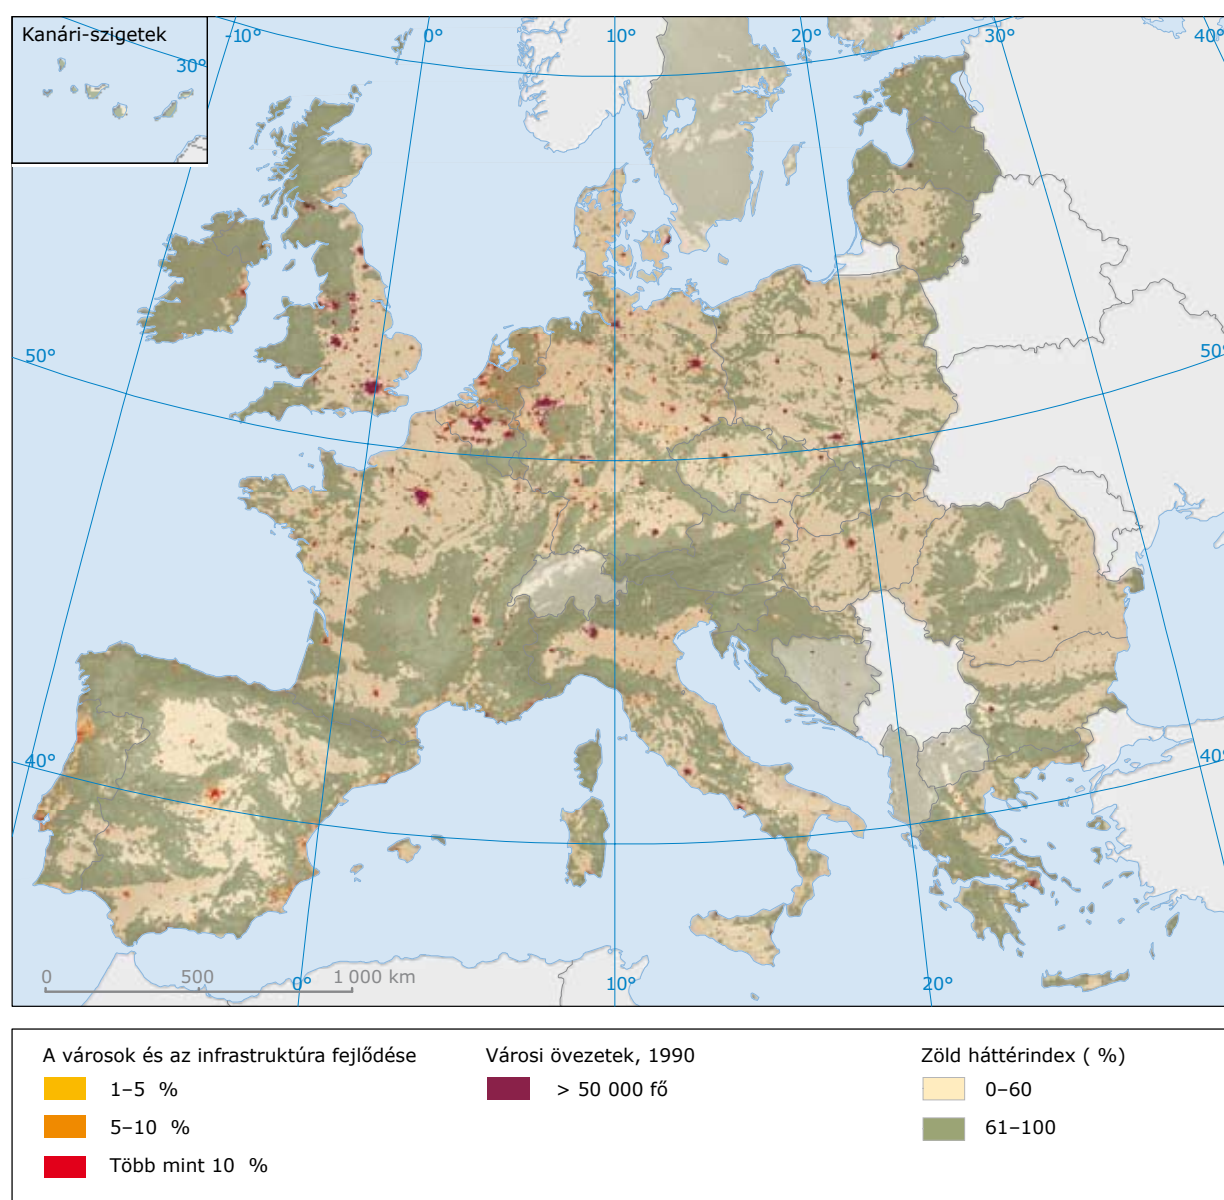 Kanári-szigetek
-10°
0°
10°
20°
30°
40°
30°
50°
50°
40°
40°
0
500
1 000 km
0°
10°
20°
A városok és az infrastruktúra fejlődése
1–5 %
5–10 %
Több mint 10 %
Városi övezetek, 1990
> 50 000 fő
Zöld háttérindex ( %)
0–60
61–100